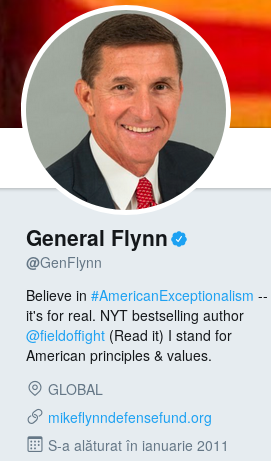 General Flynn
@GenFlynn
Believe in #AmericanExceptionalism --
it's for real. NYT bestselling author
@fieldoffight (Read it) I stand for
American principles & values.
GLOBAL
mikeflynndefensefund.org
S-a alăturat în ianuarie 2011